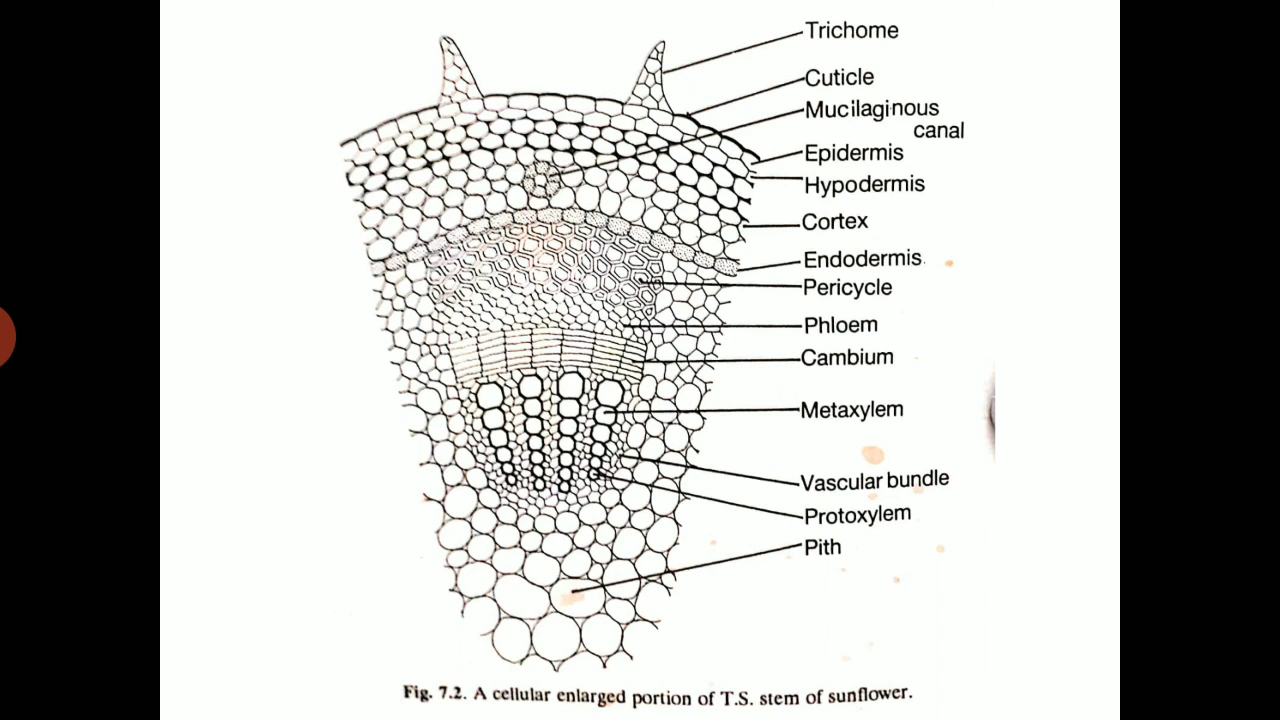 Trichome
Cuticle
Mucilaginous
canal
Epidermis
Hypodermis
Cortex
Endodermis
Pericycle
Phloem
Cambium
Metaxylem
Vascular bundle
Protoxylem
Pith
Fig. 7.2. A cellular enlarged portion of T.S. stem of sunflower.